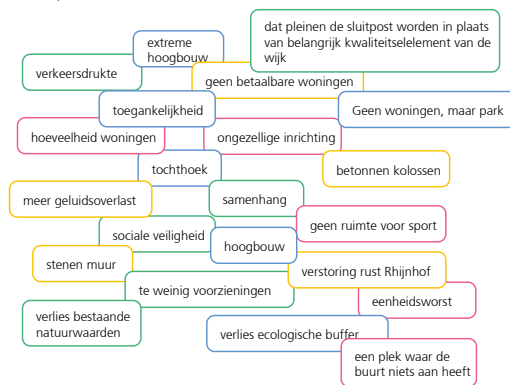 dat pleinen de sluitpost worden in plaats
van belangrijk kwaliteitselelement van de
wijk
extreme
hoogbouw
verkeersdrukte
geen betaalbare woningen
toegankelijkheid
Geen woningen, maar park
hoeveelheid woningen
ongezellige inrichting
tochthoek
betonnen kolossen
meer geluidsoverlast
samenhang
geen ruimte voor sport
sociale veiligheid
hoogbouw
stenen muur
verstoring rust Rhijnhof
te weinig voorzieningen
eenheidsworst
verlies bestaande
natuurwaarden
verlies ecologische buffer
een plek waar de
buurt niets aan heeft